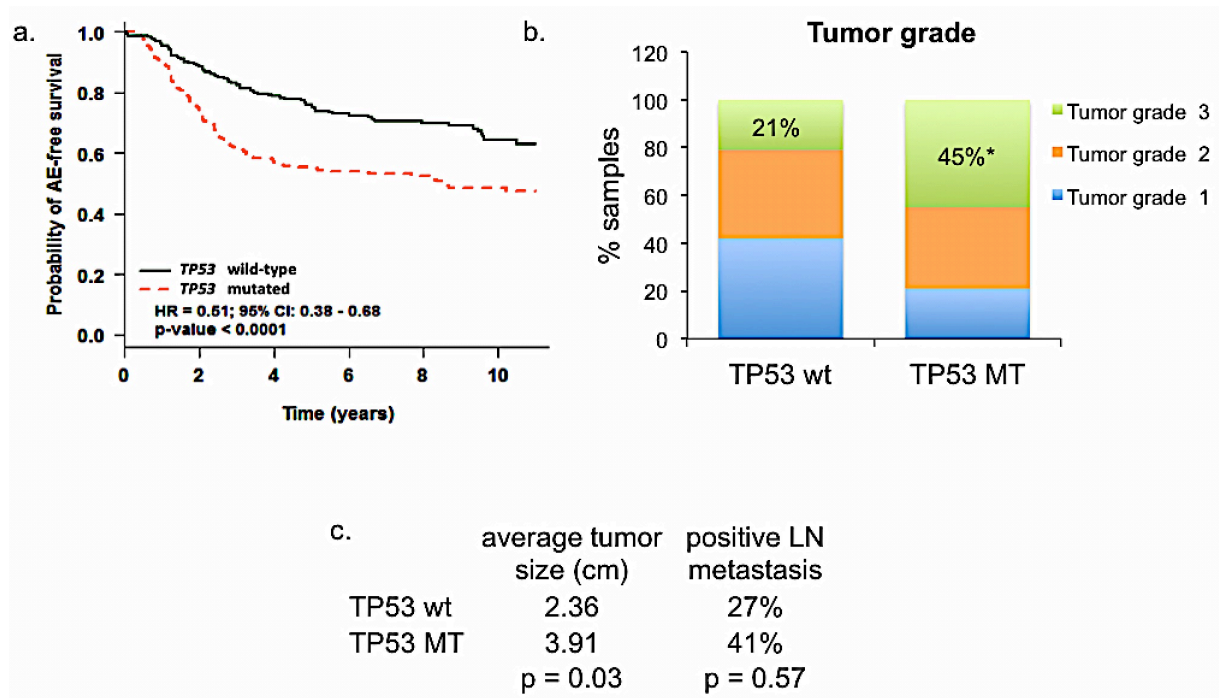 a.
1.0
0.8
0.6
0.4
0.2
0.0
Probability of AE-free survival
TP53 wild-type
TP53 mutated
HR = 0.51; 95% CI: 0.38 - 0.68
p-value < 0.0001
0 2 4 6 8 10
Time (years)
b.
Tumor grade
120
100
80
60
40
20
0
% samples
21%
45%*
Tumor grade 3
Tumor grade 2
Tumor grade 1
TP53 wt TP53 MT
c.
average tumor positive LN
size (cm) metastasis
TP53 wt 2.36 27%
TP53 MT 3.91 41%
p = 0.03 p = 0.57